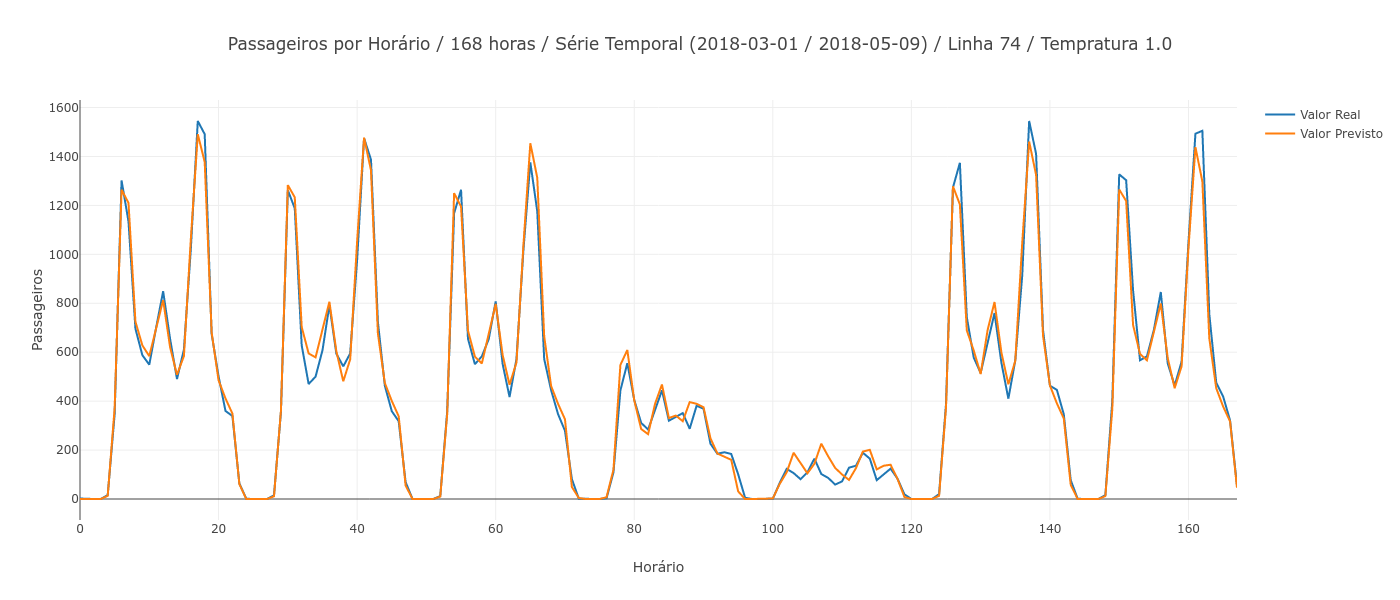 Passageiros por Horário / 168 horas / Série Temporal (2018-03-01 / 2018-05-09) / Linha 74 / Tempratura 1.0
Valor Real
Valor Previsto
Passageiros
1600
1400
1200
1000
800
600
400
200
0
0 20 40 60 80 100 120 140 160
Horário